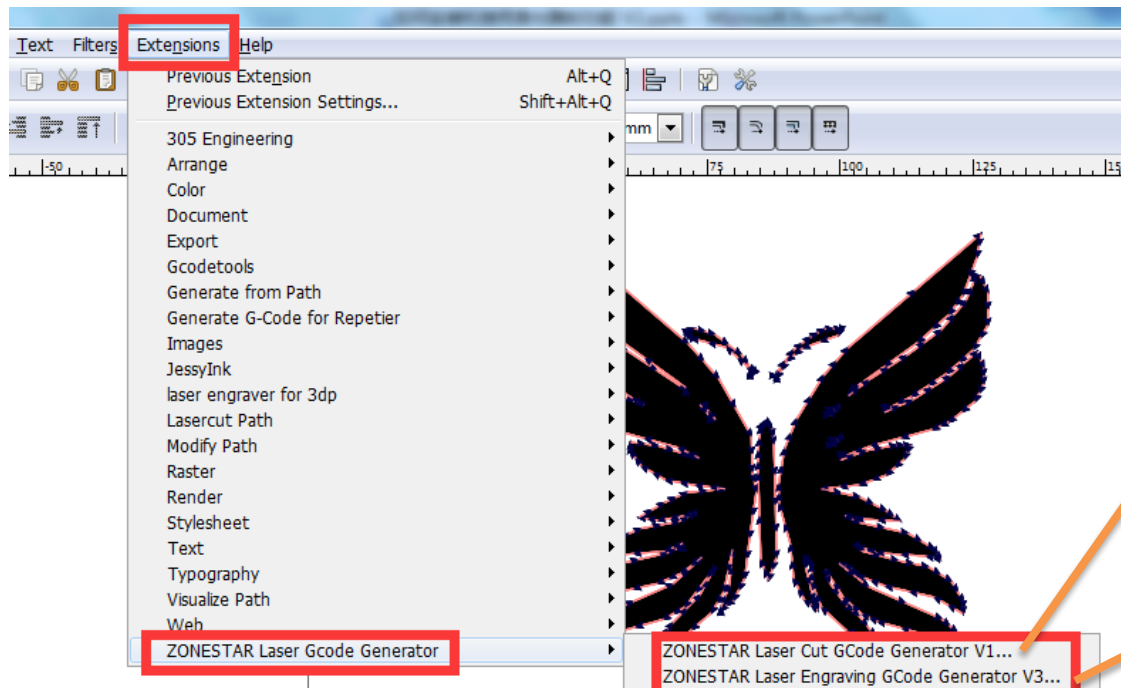 Text Filters Extensions Help
Previous Extension Alt+Q
Previous Extension Settings... Shift+Alt+Q
mm
-50 75 100 125 15
305 Engineering
Arrange
Color
Document
Export
Gcodetools
Generate from Path
Generate G-Code for Repetier
Images
JessyInk
laser engraver for 3dp
Lasercut Path
Modify Path
Raster
Render
Stylesheet
Text
Typography
Visualize Path
Web
ZONESTAR Laser Gcode Generator
ZONESTAR Laser Cut GCode Generator V1...
ZONESTAR Laser Engraving GCode Generator V3...